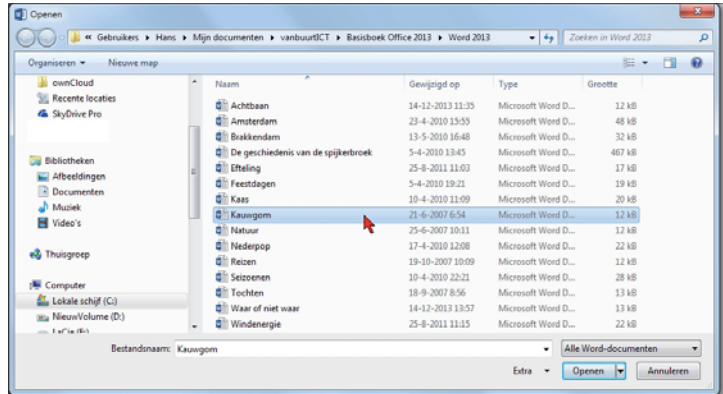 Openen
« Gebruikers ▸ Hans ▸ Mijn documenten ▸ vanbuurtICT ▸ Basisboek Office 2013 ▸ Word 2013
Zoeken in Word 2013
Organiseren Nieuwe map
ownCloud
Recente locaties
SkyDrive Pro
Bibliotheken
Afbeeldingen
Documenten
Muziek
Video's
Thuisgroep
Computer
Lokale schijf (C:)
NieuwVolume (D:)
LaCie (F:)
Naam Gewijzigd op Type Grootte
Achtbaan 14-12-2013 11:35 Microsoft Word D... 12 kB
Amsterdam 23-4-2010 15:55 Microsoft Word D... 48 kB
Brakkendam 13-5-2010 16:48 Microsoft Word D... 32 kB
De geschiedenis van de spijkerbroek 5-4-2010 13:45 Microsoft Word D... 467 kB
Efteling 25-8-2011 11:03 Microsoft Word D... 17 kB
Feestdagen 5-4-2010 19:21 Microsoft Word D... 19 kB
Kaas 10-4-2010 11:09 Microsoft Word D... 20 kB
Kauwgom 21-6-2007 6:54 Microsoft Word D... 12 kB
Natuur 25-6-2007 10:11 Microsoft Word D... 12 kB
Nederpop 17-4-2010 12:08 Microsoft Word D... 22 kB
Reizen 19-10-2007 10:09 Microsoft Word D... 12 kB
Seizoenen 10-4-2010 22:21 Microsoft Word D... 28 kB
Tochten 18-9-2007 8:56 Microsoft Word D... 13 kB
Waar of niet waar 14-12-2013 13:57 Microsoft Word D... 13 kB
Windenergie 25-8-2011 11:15 Microsoft Word D... 22 kB
Bestandsnaam: Kauwgom Alle Word-documenten
Extra Openen Annuleren